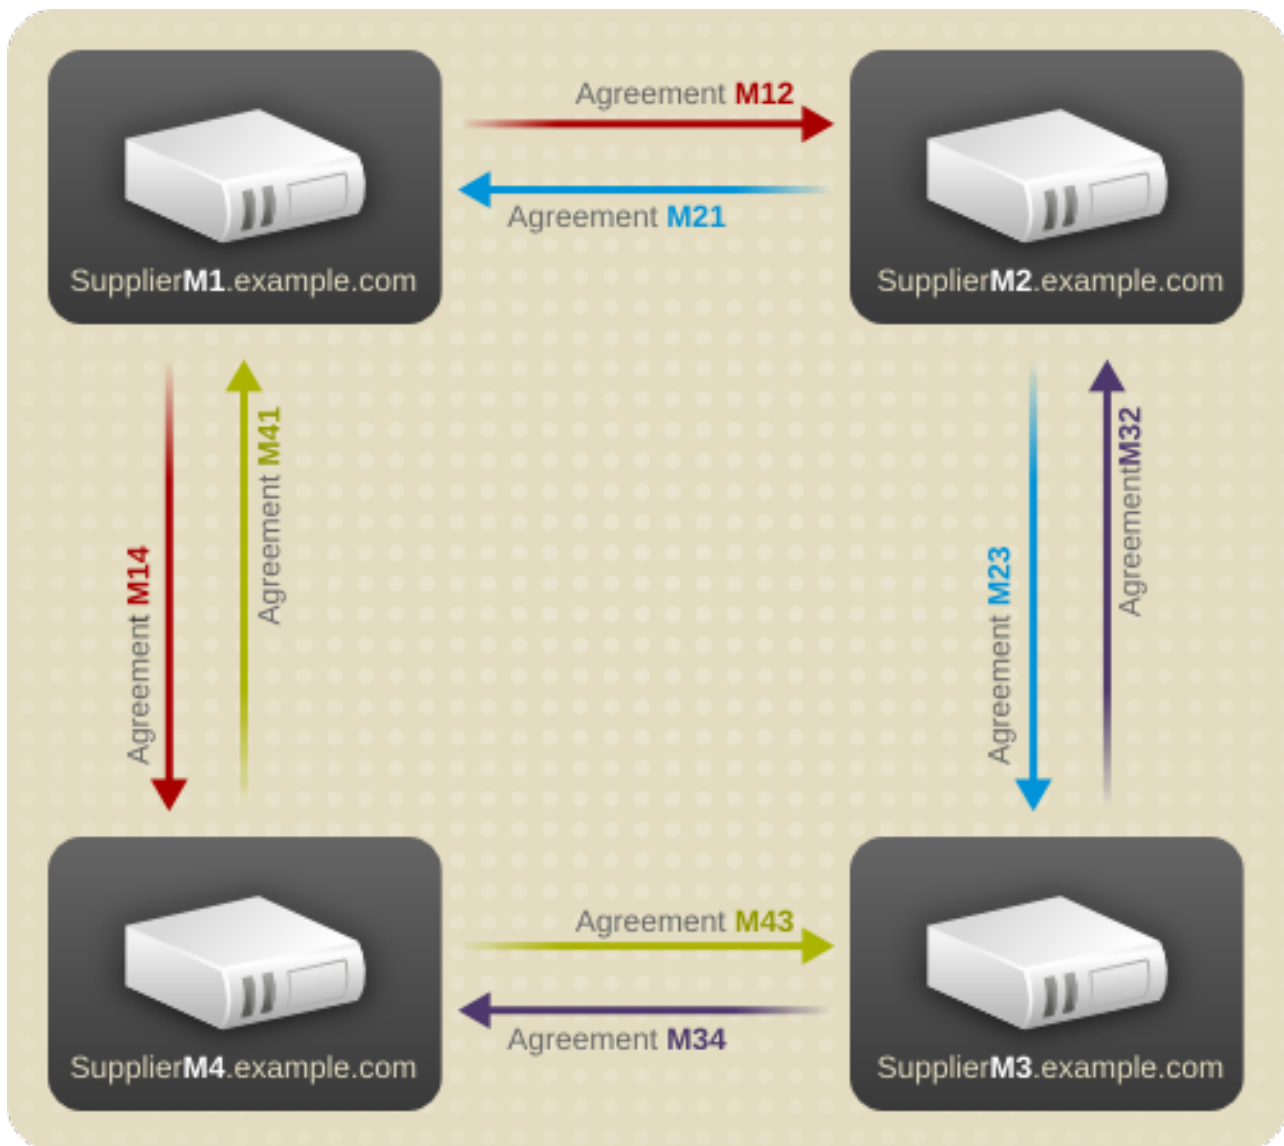 Agreement M12
Agreement M21
SupplierM1.example.com
SupplierM2.example.com
Agreement M14
Agreement M41
Agreement M23
AgreementM32
Agreement M43
Agreement M34
SupplierM4.example.com
SupplierM3.example.com